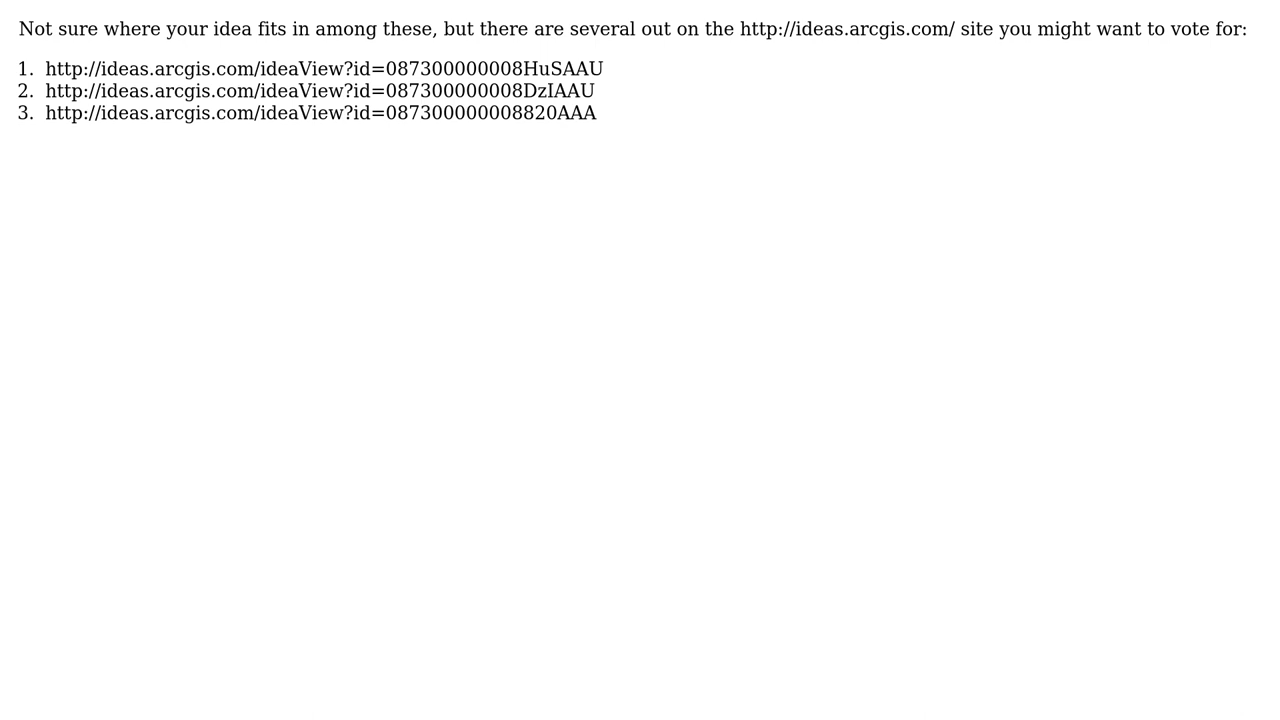 Not sure where your idea fits in among these, but there are several out on the http://ideas.arcgis.com/ site you might want to vote for:
1. http://ideas.arcgis.com/ideaView?id=087300000008HuSAAU
2. http://ideas.arcgis.com/ideaView?id=087300000008DzIAAU
3. http://ideas.arcgis.com/ideaView?id=087300000008820AAA